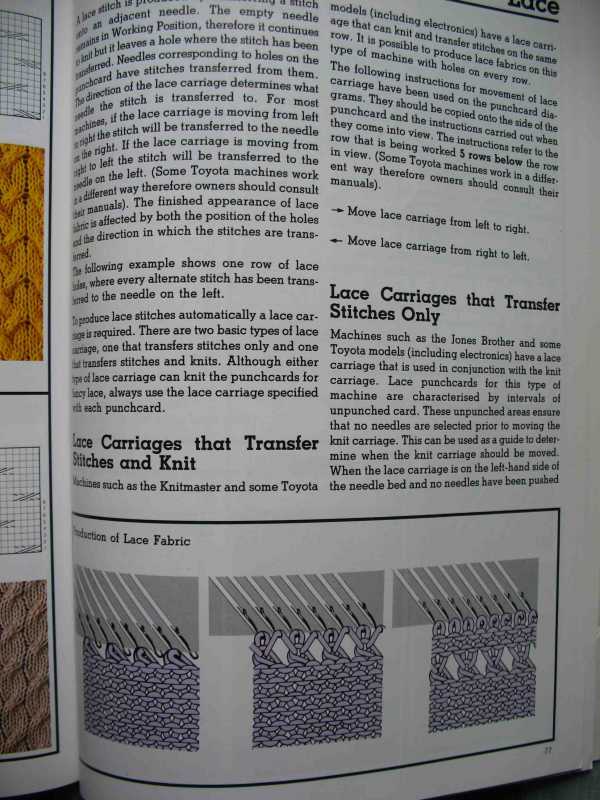 Lace
A lace stitch is produced by transferring a stitch
onto an adjacent needle. The empty needle
remains in Working Position, therefore it continues
to knit but it leaves a hole where the stitch has been
transferred. Needles corresponding to holes on the
punchcard have stitches transferred from them.
The direction of the lace carriage determines what
needle the stitch is transferred to. For most
machines, if the lace carriage is moving from left
to right the stitch will be transferred to the needle
on the right. If the lace carriage is moving from
right to left the stitch will be transferred to the
needle on the left. (Some Toyota machines work
in a different way therefore owners should consult
their manuals). The finished appearance of lace
fabric is affected by both the position of the holes
and the direction in which the stitches are trans-
ferred.
The following example shows one row of lace
holes, where every alternate stitch has been trans-
ferred to the needle on the left.
To produce lace stitches automatically a lace car-
riage is required. There are two basic types of lace
carriage, one that transfers stitches only and one
that transfers stitches and knits. Although either
type of lace carriage can knit the punchcards for
fancy lace, always use the lace carriage specified
with each punchcard.
Lace Carriages that Transfer
Stitches and Knit
Machines such as the Knitmaster and some Toyota
models (including electronics) have a lace carri-
age that can knit and transfer stitches on the same
row. It is possible to produce lace fabrics on this
type of machine with holes on every row.
The following instructions for movement of lace
carriage have been used on the punchcard dia-
grams. They should be copied onto the side of the
punchcard and the instructions carried out when
they come into view. The instructions refer to the
row that is being worked 5 rows below the row
in view. (Some Toyota machines work in a differ-
ent way therefore owners should consult their
manuals).
→ Move lace carriage from left to right.
← Move lace carriage from right to left.
Lace Carriages that Transfer
Stitches Only
Machines such as the Jones Brother and some
Toyota models (including electronics) have a lace
carriage that is used in conjunction with the knit
carriage. Lace punchcards for this type of
machine are characterised by intervals of
unpunched card. These unpunched areas ensure
that no needles are selected prior to moving the
knit carriage. This can be used as a guide to deter-
mine when the knit carriage should be moved.
When the lace carriage is on the left-hand side of
the needle bed and no needles have been pushed
Production of Lace Fabric
77